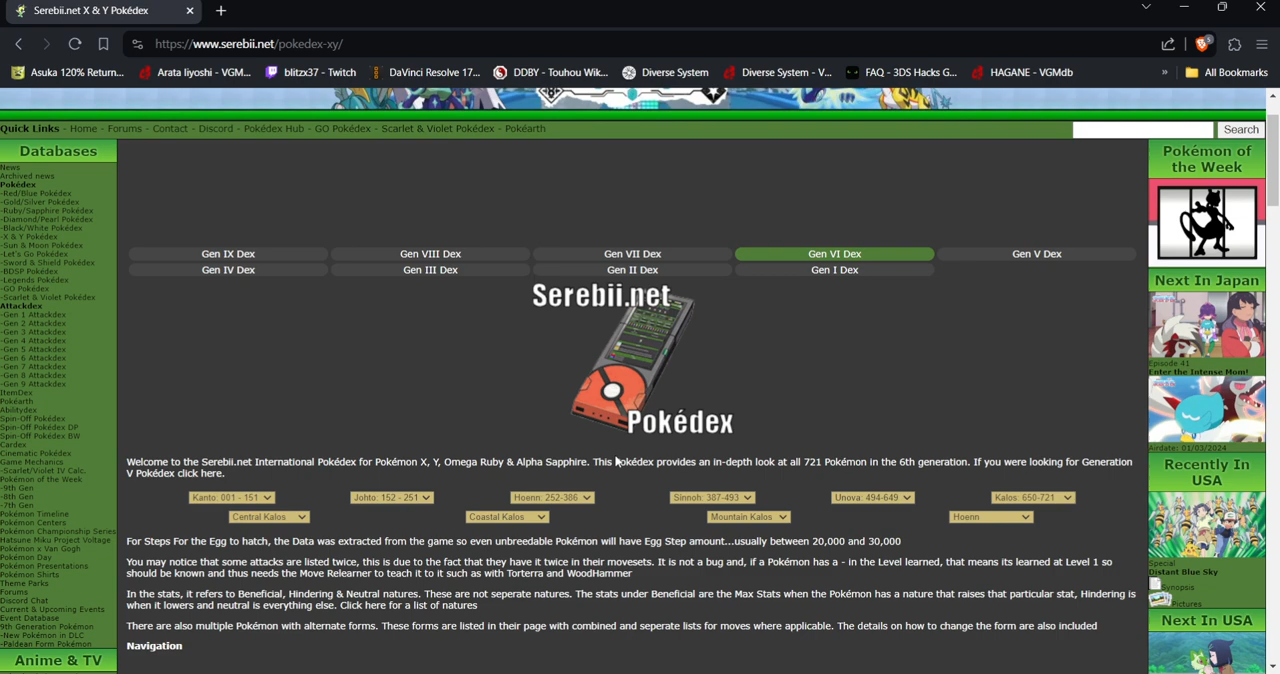 Serebii.net X & Y Pokédex
https://www.serebii.net/pokedex-xy/
5
Asuka 120% Return...
Arata Iiyoshi - VGM...
blitzx37 - Twitch
DaVinci Resolve 17...
DDBY - Touhou Wik...
Diverse System
Diverse System - V...
FAQ - 3DS Hacks G...
HAGANE - VGMdb
»
All Bookmarks
Quick Links - Home - Forums - Contact - Discord - Pokédex Hub - GO Pokédex - Scarlet & Violet Pokédex - Pokéarth
Search
Databases
News
Archived news
Pokédex
-Red/Blue Pokédex
-Gold/Silver Pokédex
-Ruby/Sapphire Pokédex
-Diamond/Pearl Pokédex
-Black/White Pokédex
-X & Y Pokédex
-Sun & Moon Pokédex
-Let's Go Pokédex
-Sword & Shield Pokédex
-BDSP Pokédex
-Legends Pokédex
-GO Pokédex
-Scarlet & Violet Pokédex
Attackdex
-Gen 1 Attackdex
-Gen 2 Attackdex
-Gen 3 Attackdex
-Gen 4 Attackdex
-Gen 5 Attackdex
-Gen 6 Attackdex
-Gen 7 Attackdex
-Gen 8 Attackdex
-Gen 9 Attackdex
ItemDex
Pokéarth
Abilitydex
Spin-Off Pokédex
Spin-Off Pokédex DP
Spin-Off Pokédex BW
Cardex
Cinematic Pokédex
Game Mechanics
-Scarlet/Violet IV Calc.
Pokémon of the Week
-9th Gen
-8th Gen
-7th Gen
Pokémon Timeline
Pokémon Centers
Pokémon Championship Series
Hatsune Miku Project Voltage
Pokémon x Van Gogh
Pokémon Day
Pokémon Presentations
Pokémon Shirts
Theme Parks
Forums
Discord Chat
Current & Upcoming Events
Event Database
9th Generation Pokémon
-New Pokémon in DLC
-Paldean Form Pokémon
Anime & TV
Gen IX Dex
Gen VIII Dex
Gen VII Dex
Gen VI Dex
Gen V Dex
Gen IV Dex
Gen III Dex
Gen II Dex
Gen I Dex
Serebii.net
Pokédex
Welcome to the Serebii.net International Pokédex for Pokémon X, Y, Omega Ruby & Alpha Sapphire. This Pokédex provides an in-depth look at all 721 Pokémon in the 6th generation. If you were looking for Generation
V Pokédex click here.
Kanto: 001 - 151
Johto: 152 - 251
Hoenn: 252-386
Sinnoh: 387-493
Unova: 494-649
Kalos: 650-721
Central Kalos
Coastal Kalos
Mountain Kalos
Hoenn
For Steps For the Egg to hatch, the Data was extracted from the game so even unbreedable Pokémon will have Egg Step amount...usually between 20,000 and 30,000
You may notice that some attacks are listed twice, this is due to the fact that they have it twice in their movesets. It is not a bug and, if a Pokémon has a - in the Level learned, that means its learned at Level 1 so
should be known and thus needs the Move Relearner to teach it to it such as with Torterra and WoodHammer
In the stats, it refers to Beneficial, Hindering & Neutral natures. These are not seperate natures. The stats under Beneficial are the Max Stats when the Pokémon has a nature that raises that particular stat, Hindering is
when it lowers and neutral is everything else. Click here for a list of natures
There are also multiple Pokémon with alternate forms. These forms are listed in their page with combined and seperate lists for moves where applicable. The details on how to change the form are also included
Navigation
Pokémon of
the Week
Next In Japan
Episode 41
Enter the Intense Mom!
Airdate: 01/03/2024
Recently In
USA
Special
Distant Blue Sky
Synopsis
Pictures
Next In USA